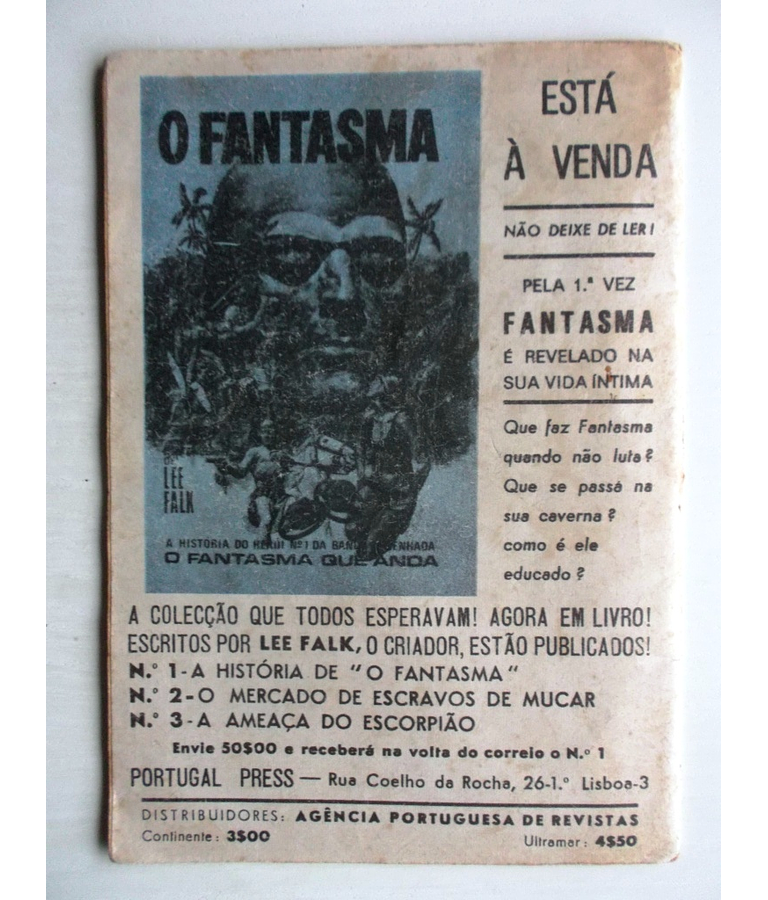 O FANTASMA
DE
LEE
FALK
A HISTÓRIA DO HERÓI Nº 1 DA BANDA DESENHADA
O FANTASMA QUE ANDA
ESTÁ
À VENDA
NÃO DEIXE DE LER!
PELA 1.ª VEZ
FANTASMA
É REVELADO NA
SUA VIDA ÍNTIMA
Que faz Fantasma
quando não luta?
Que se passa na
sua caverna?
como é ele
educado?
A COLECÇÃO QUE TODOS ESPERAVAM! AGORA EM LIVRO!
ESCRITOS POR LEE FALK, O CRIADOR, ESTÃO PUBLICADOS!
N.º 1-A HISTÓRIA DE "O FANTASMA"
N.º 2-O MERCADO DE ESCRAVOS DE MUCAR
N.º 3-A AMEAÇA DO ESCORPIÃO
Envie 50$00 e receberá na volta do correio o N.º 1
PORTUGAL PRESS — Rua Coelho da Rocha, 26-1.º Lisboa-3
DISTRIBUIDORES: AGÊNCIA PORTUGUESA DE REVISTAS
Continente: 3$00 Ultramar: 4$50